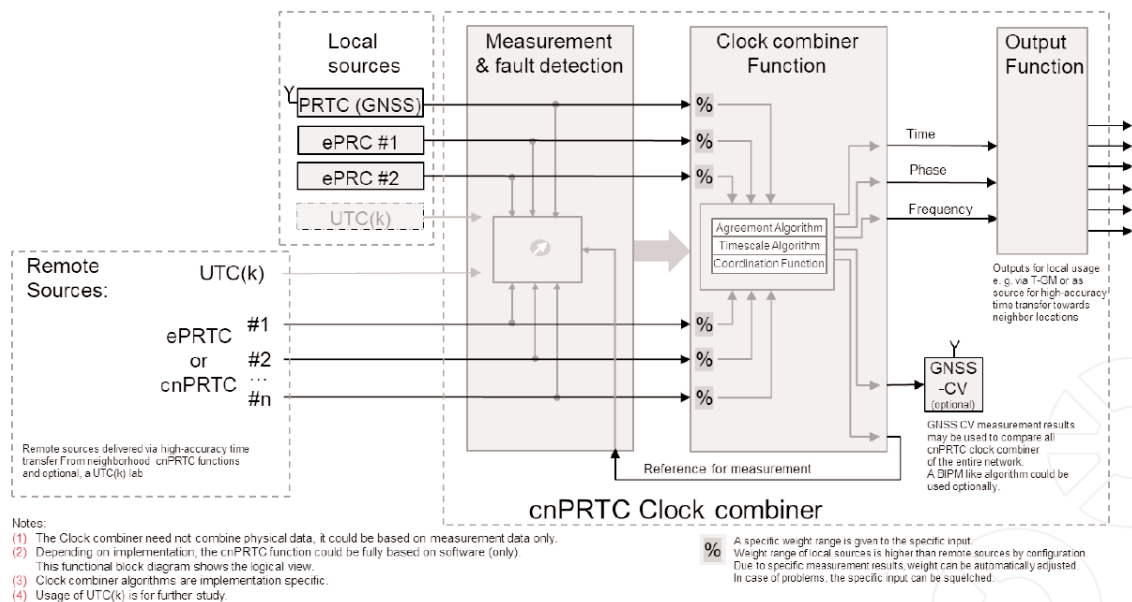 Local
sources
Measurement
& fault detection
Clock combiner
Function
Output
Function
PRTC (GNSS)
ePRC #1
ePRC #2
UTC(k)
%
%
%
Time
Phase
Frequency
Agreement Algorithm
Timescale Algorithm
Coordination Function
Remote
Sources:
UTC(k)
ePRTC
or
cnPRTC
#1
#2
...
#n
%
%
%
Remote sources delivered via high-accuracy time
transfer From neighborhood cnPRTC functions
and optional, a UTC(k) lab
Outputs for local usage
e. g. via T-GM or as
source for high-accuracy
time transfer towards
neighbor locations
GNSS
-CV
(optional)
GNSS CV measurement results
may be used to compare all
cnPRTC clock combiner
of the entire network.
A BIPM like algorithm could be
used optionally.
Reference for measurement
cnPRTC Clock combiner
Notes:
(1) The Clock combiner need not combine physical data, it could be based on measurement data only.
(2) Depending on implementation, the cnPRTC function could be fully based on software (only).
This functional block diagram shows the logical view.
(3) Clock combiner algorithms are implementation specific.
(4) Usage of UTC(k) is for further study.
%
A specific weight range is given to the specific input.
Weight range of local sources is higher than remote sources by configuration.
Due to specific measurement results, weight can be automatically adjusted.
In case of problems, the specific input can be squelched.